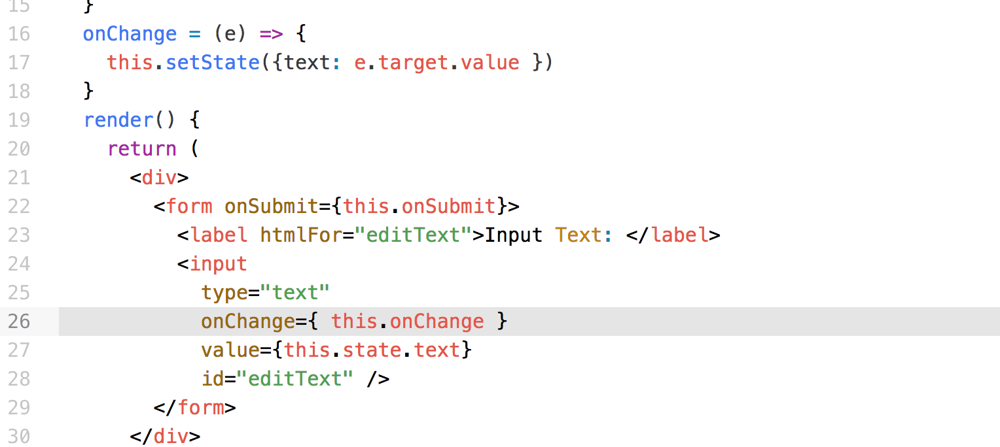 15    }
16    onChange = (e) => {
17      this.setState({text: e.target.value })
18    }
19    render() {
20      return (
21        <div>
22          <form onSubmit={this.onSubmit}>
23            <label htmlFor="editText">Input Text: </label>
24            <input
25              type="text"
26              onChange={ this.onChange }
27              value={this.state.text}
28              id="editText" />
29          </form>
30        </div>